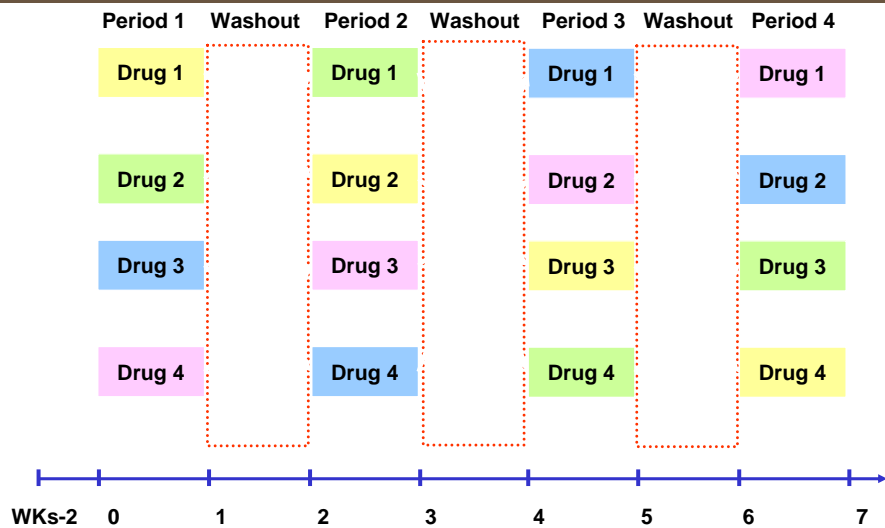 Period 1 Washout Period 2 Washout Period 3 Washout Period 4
Drug 1 Drug 1 Drug 1 Drug 1
Drug 2 Drug 2 Drug 2 Drug 2
Drug 3 Drug 3 Drug 3 Drug 3
Drug 4 Drug 4 Drug 4 Drug 4
WKs-2 0 1 2 3 4 5 6 7